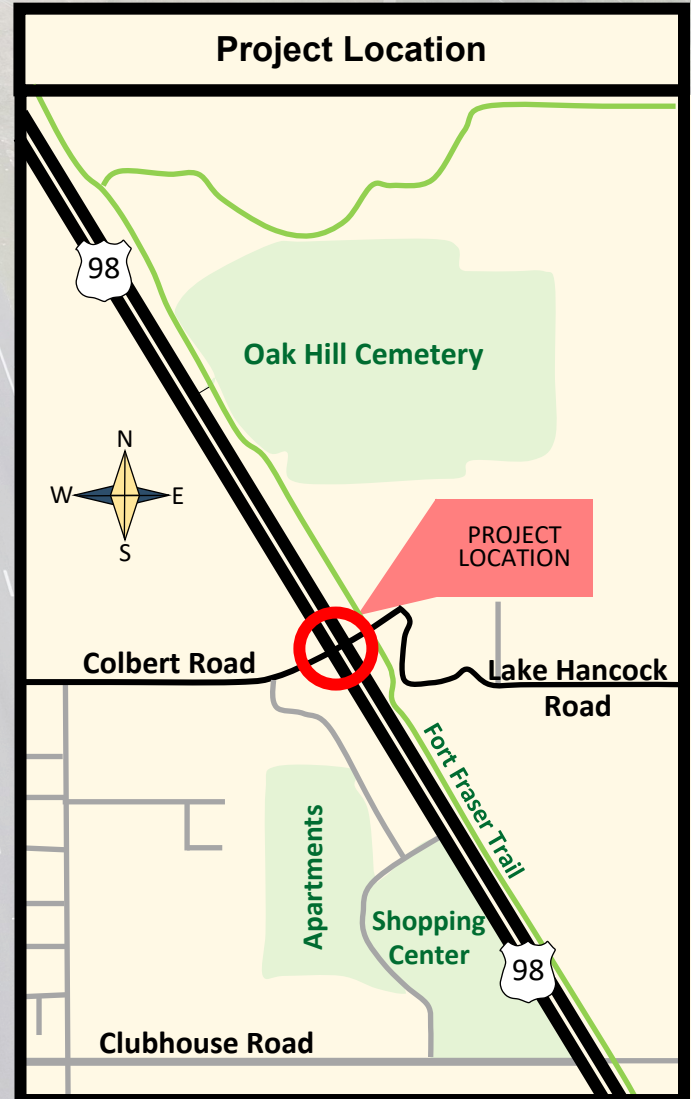 Project Location
98
Oak Hill Cemetery
N
W E
S
PROJECT
LOCATION
Colbert Road
Lake Hancock
Road
Fort Fraser Trail
Apartments
Shopping
Center
98
Clubhouse Road